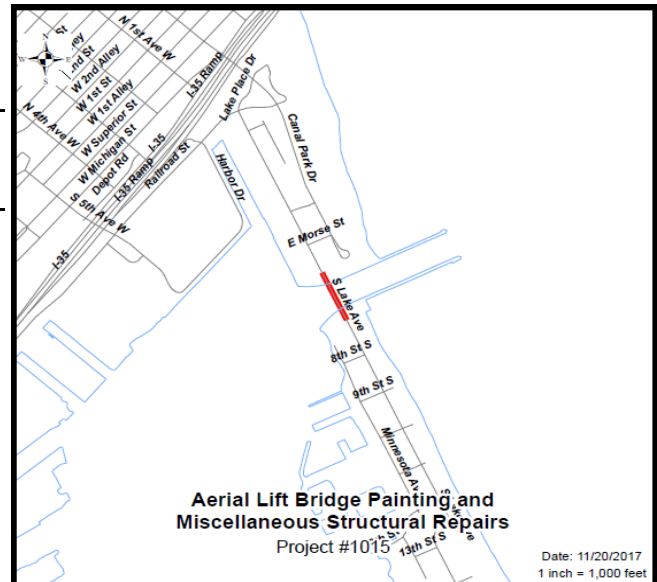 N
W
E
S
N 1st Ave W
St
W 2nd Alley
W 1st St
W 1st Alley
W Superior St
N 4th Ave W
W Michigan St
Depot Rd
I-35 Ramp
I-35
I-35 Ramp
Railroad St
S 5th Ave W
I-35
Lake Place Dr
Canal Park Dr
Harbor Dr
E Morse St
S Lake Ave
8th St S
9th St S
Minnesota Av
13th St S
Aerial Lift Bridge Painting and
Miscellaneous Structural Repairs
Project #1015
Date: 11/20/2017
1 inch = 1,000 feet